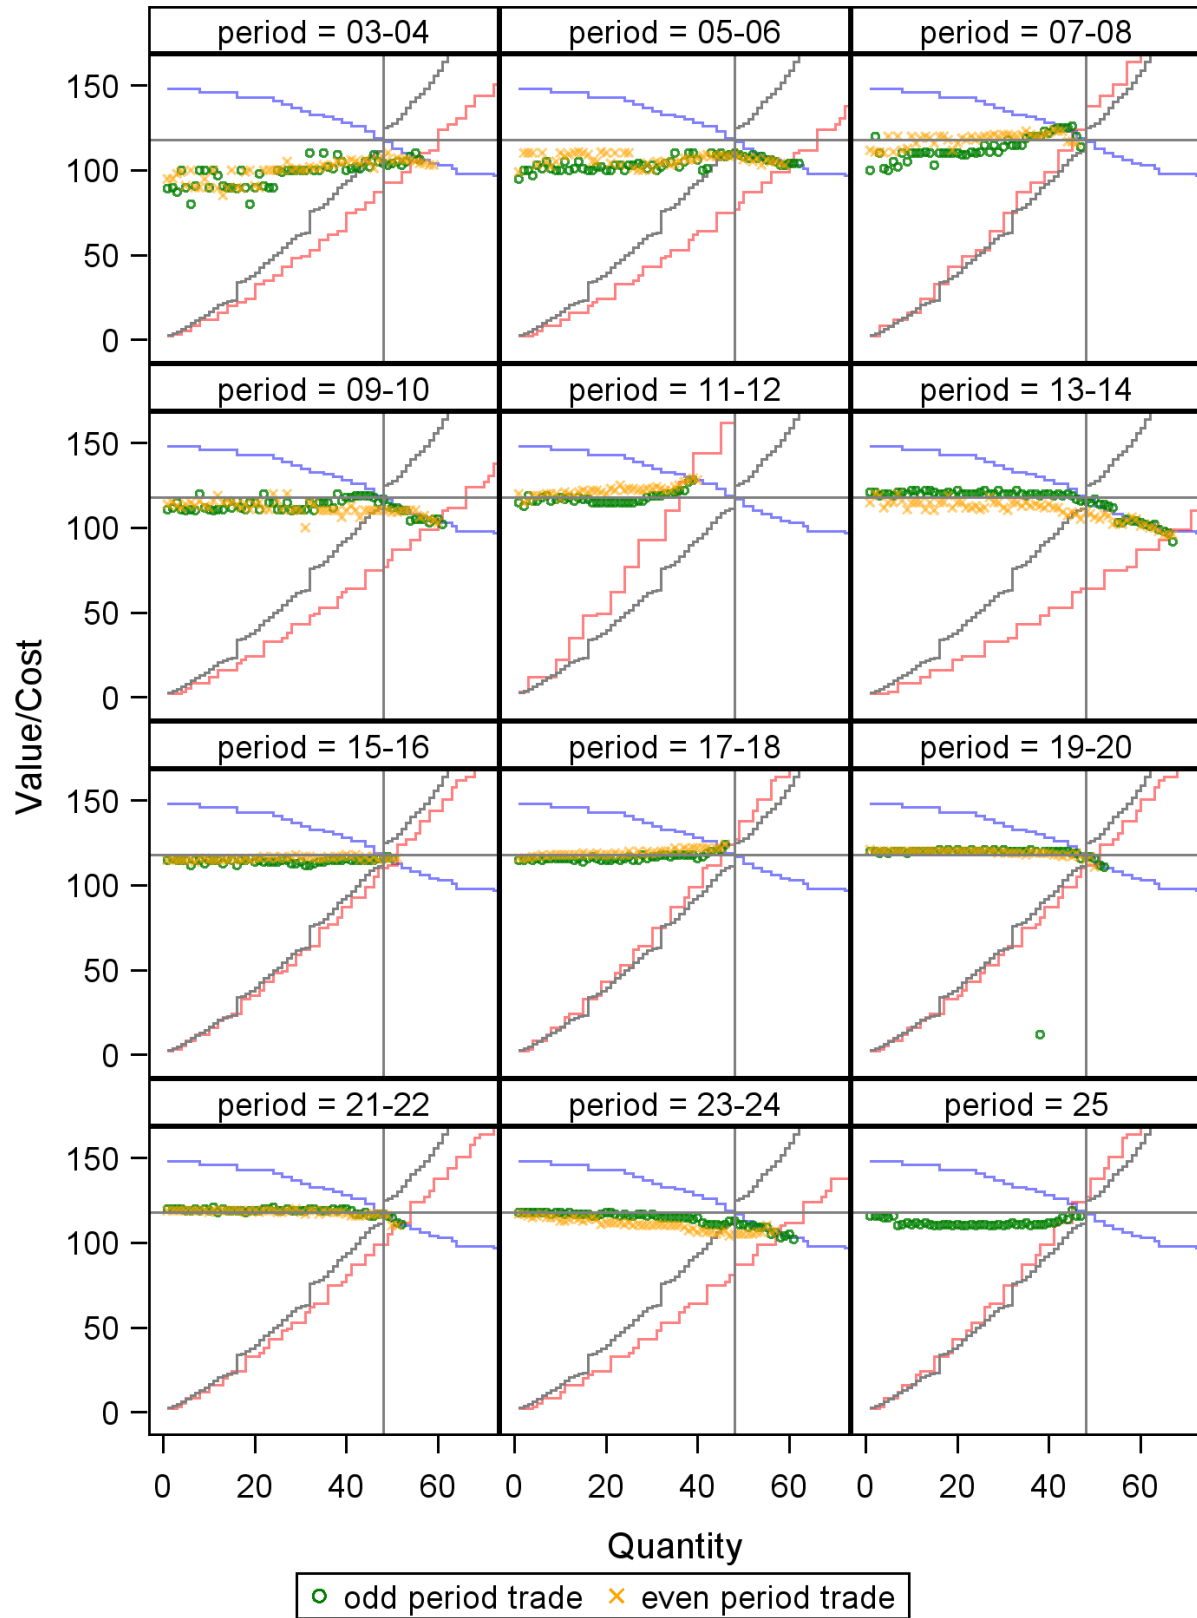 period = 03-04
period = 05-06
period = 07-08
150
100
50
0
period = 09-10
period = 11-12
period = 13-14
150
100
50
0
Value/Cost
period = 15-16
period = 17-18
period = 19-20
150
100
50
0
period = 21-22
period = 23-24
period = 25
150
100
50
0
0 20 40 60 0 20 40 60 0 20 40 60
Quantity
odd period trade even period trade